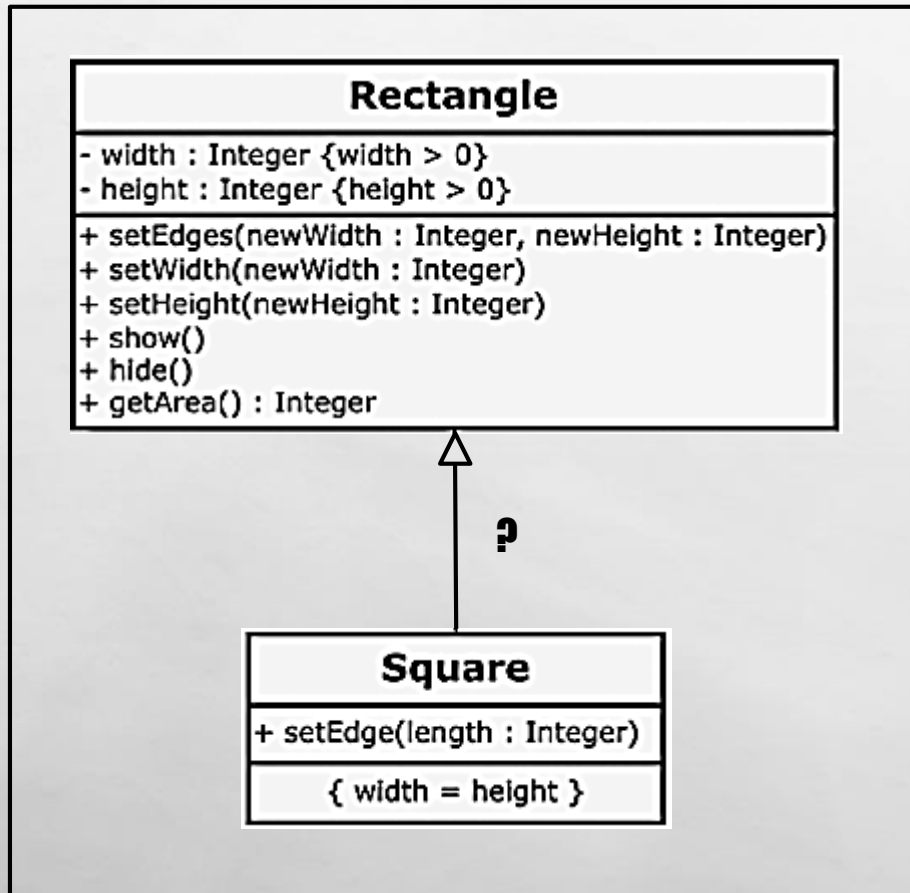 Rectangle
- width : Integer {width > 0}
- height : Integer {height > 0}
+ setEdges(newWidth : Integer, newHeight : Integer)
+ setWidth(newWidth : Integer)
+ setHeight(newHeight : Integer)
+ show()
+ hide()
+ getArea() : Integer
?
Square
+ setEdge(length : Integer)
{ width = height }